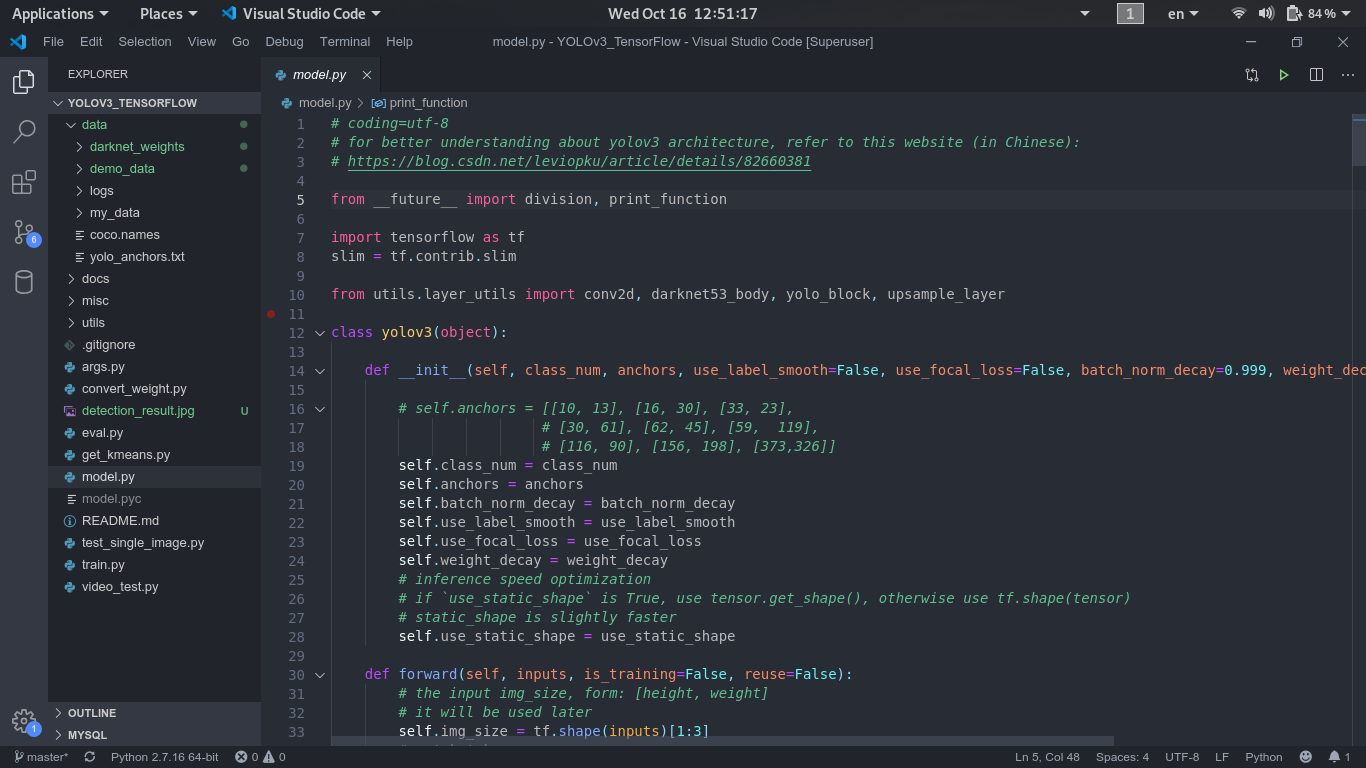 Applications Places Visual Studio Code Wed Oct 16 12:51:17 1 en 84 %
File Edit Selection View Go Debug Terminal Help model.py - YOLOv3_TensorFlow - Visual Studio Code [Superuser]
EXPLORER
YOLOV3_TENSORFLOW
data
darknet_weights
demo_data
logs
my_data
coco.names
yolo_anchors.txt
docs
misc
utils
.gitignore
args.py
convert_weight.py
detection_result.jpg U
eval.py
get_kmeans.py
model.py
model.pyc
README.md
test_single_image.py
train.py
video_test.py
OUTLINE
MYSQL
6
1
model.py
model.py > print_function
1 # coding=utf-8
2 # for better understanding about yolov3 architecture, refer to this website (in Chinese):
3 # https://blog.csdn.net/leviopku/article/details/82660381
4
5 from __future__ import division, print_function
6
7 import tensorflow as tf
8 slim = tf.contrib.slim
9
10 from utils.layer_utils import conv2d, darknet53_body, yolo_block, upsample_layer
11
12 class yolov3(object):
13
14 def __init__(self, class_num, anchors, use_label_smooth=False, use_focal_loss=False, batch_norm_decay=0.999, weight_dec
15
16 # self.anchors = [[10, 13], [16, 30], [33, 23],
17 # [30, 61], [62, 45], [59,  119],
18 # [116, 90], [156, 198], [373,326]]
19 self.class_num = class_num
20 self.anchors = anchors
21 self.batch_norm_decay = batch_norm_decay
22 self.use_label_smooth = use_label_smooth
23 self.use_focal_loss = use_focal_loss
24 self.weight_decay = weight_decay
25 # inference speed optimization
26 # if `use_static_shape` is True, use tensor.get_shape(), otherwise use tf.shape(tensor)
27 # static_shape is slightly faster
28 self.use_static_shape = use_static_shape
29
30 def forward(self, inputs, is_training=False, reuse=False):
31 # the input img_size, form: [height, weight]
32 # it will be used later
33 self.img_size = tf.shape(inputs)[1:3]
master* Python 2.7.16 64-bit 0 0 Ln 5, Col 48 Spaces: 4 UTF-8 LF Python 1